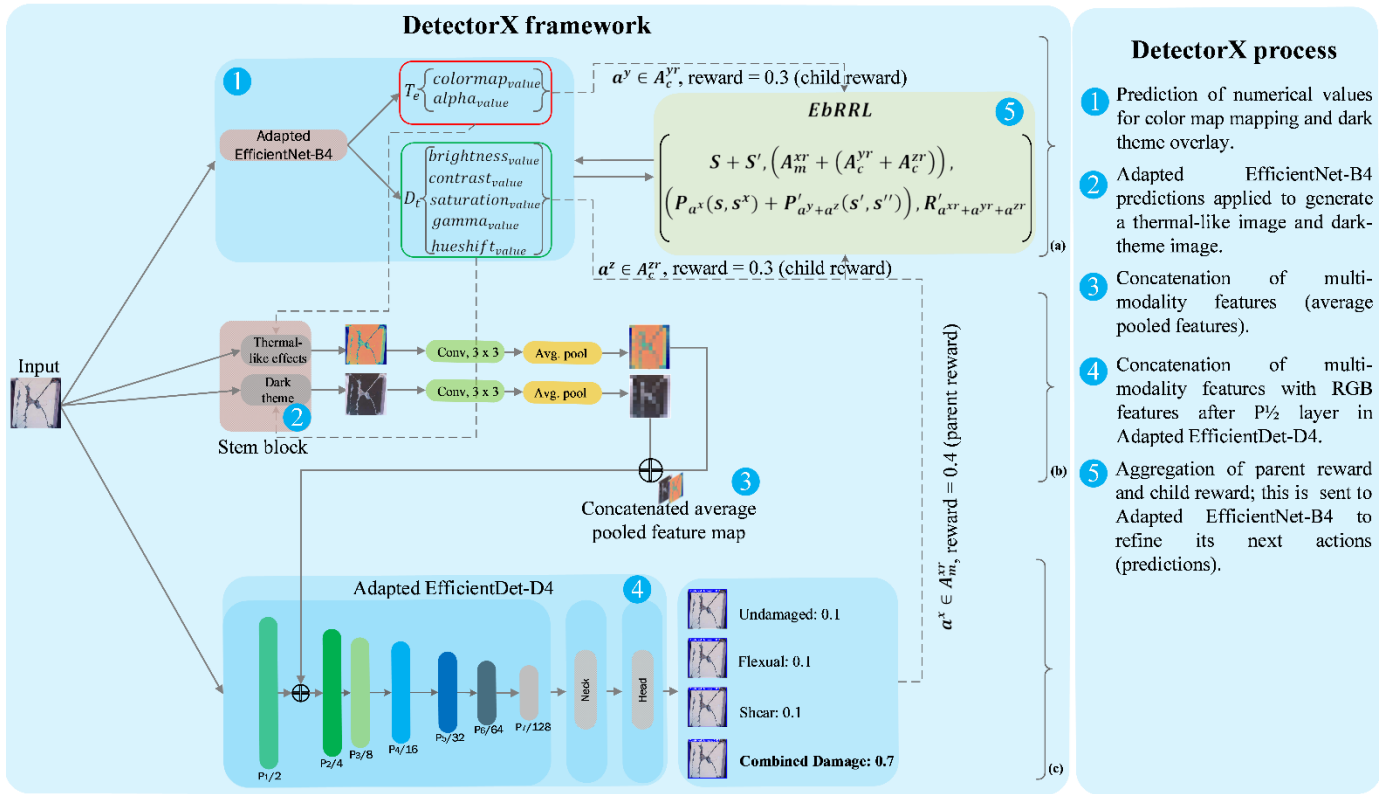 DetectorX framework
1
T_e { colormap_value
alpha_value
Adapted
EfficientNet-B4
D_t { brightness_value
contrast_value
saturation_value
gamma_value
hueshift_value
a^y ∈ A_c^{yr}, reward = 0.3 (child reward)
EbRRL
5
S + S′, (A_m^{xr} + (A_c^{yr} + A_c^{zr})),
(P_{a^x}(s, s^x) + P′_{a^y+a^z}(s′, s′′)), R′_{a^{xr}+a^{yr}+a^{zr}}
(a)
a^z ∈ A_c^{zr}, reward = 0.3 (child reward)
Input
Thermal-
like effects
Dark
theme
2
Stem block
Conv, 3 x 3
Avg. pool
Conv, 3 x 3
Avg. pool
(b)
3
Concatenated average
pooled feature map
a^x ∈ A_m^{xr}, reward = 0.4 (parent reward)
Adapted EfficientDet-D4
4
P1/2
P2/4
P3/8
P4/16
P5/32
P6/64
P7/128
Neck
Head
Undamaged: 0.1
Flexual: 0.1
Shear: 0.1
Combined Damage: 0.7
(c)
DetectorX process
1 Prediction of numerical values
for color map mapping and dark
theme overlay.
2 Adapted EfficientNet-B4
predictions applied to generate
a thermal-like image and dark-
theme image.
3 Concatenation of multi-
modality features (average
pooled features).
4 Concatenation of multi-
modality features with RGB
features after P½ layer in
Adapted EfficientDet-D4.
5 Aggregation of parent reward
and child reward; this is sent to
Adapted EfficientNet-B4 to
refine its next actions
(predictions).